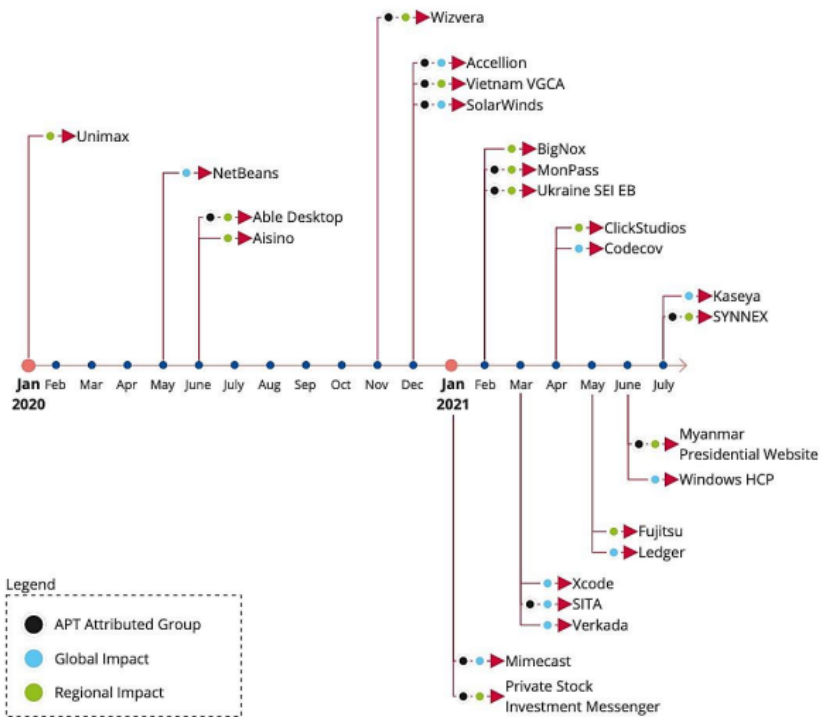 Wizvera
Accellion
Vietnam VGCA
SolarWinds
Unimax
BigNox
NetBeans
MonPass
Ukraine SEI EB
Able Desktop
Aisino
ClickStudios
Codecov
Kaseya
SYNNEX
Jan Feb Mar Apr May June July Aug Sep Oct Nov Dec Jan Feb Mar Apr May June July
2020 2021
Myanmar
Presidential Website
Windows HCP
Fujitsu
Ledger
Xcode
SITA
Verkada
Mimecast
Private Stock
Investment Messenger
Legend
APT Attributed Group
Global Impact
Regional Impact